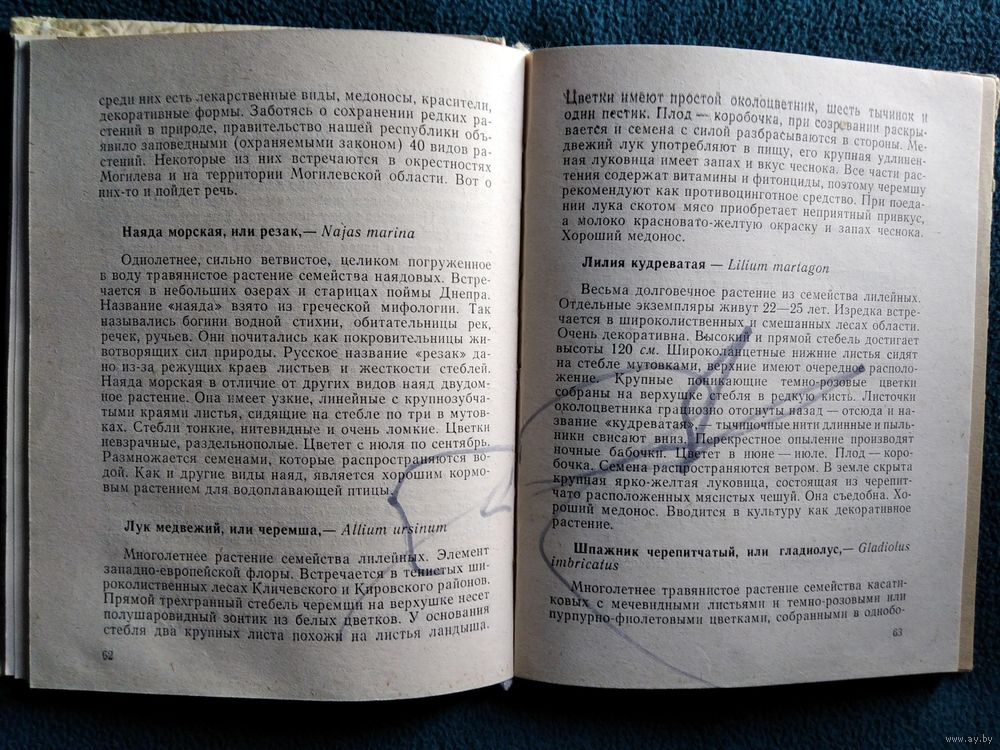 среди них есть лекарственные виды, медоносы, красители,
декоративные формы. Заботясь о сохранении редких ра-
стений в природе, правительство нашей республики объ-
явило заповедными (охраняемыми законом) 40 видов ра-
стений. Некоторые из них встречаются в окрестностях
Могилева и на территории Могилевской области. Вот о
них-то и пойдет речь.
Наяда морская, или резак,— Najas marina
Однолетнее, сильно ветвистое, целиком погруженное
в воду травянистое растение семейства наядовых. Встре-
чается в небольших озерах и старицах поймы Днепра.
Название «наяда» взято из греческой мифологии. Так
назывались богини водной стихии, обитательницы рек,
речек, ручьев. Они почитались как покровительницы жи-
вотворящих сил природы. Русское название «резак» да-
но из-за режущих краев листьев и жесткости стеблей.
Наяда морская в отличие от других видов наяд двудом-
ное растение. Она имеет узкие, линейные с крупнозубча-
тыми краями листья, сидящие на стебле по три в мутов-
ках. Стебли тонкие, нитевидные и очень ломкие. Цветки
невзрачные, раздельнополые. Цветет с июля по сентябрь.
Размножается семенами, которые распространяются во-
дой. Как и другие виды наяд, является хорошим кормо-
вым растением для водоплавающей птицы.
Лук медвежий, или черемша,— Allium ursinum
Многолетнее растение семейства лилейных. Элемент
западно-европейской флоры. Встречается в тенистых ши-
роколиственных лесах Кличевского и Кировского районов.
Прямой трехгранный стебель черемши на верхушке несет
полушаровидный зонтик из белых цветков. У основания
стебля два крупных листа похожи на листья ландыша.
62
Цветки имеют простой околоцветник, шесть тычинок и
один пестик. Плод — коробочка, при созревании раскры-
вается и семена с силой разбрасываются в стороны. Ме-
двежий лук употребляют в пищу, его крупная удлинен-
ная луковица имеет запах и вкус чеснока. Все части рас-
тения содержат витамины и фитонциды, поэтому черемшу
рекомендуют как противоцинготное средство. При поеда-
нии лука скотом мясо приобретает неприятный привкус,
а молоко красновато-желтую окраску и запах чеснока.
Хороший медонос.
Лилия кудреватая — Lilium martagon
Весьма долговечное растение из семейства лилейных.
Отдельные экземпляры живут 22—25 лет. Изредка встре-
чается в широколиственных и смешанных лесах области.
Очень декоративна. Высокий и прямой стебель достигает
высоты 120 см. Широколанцетные нижние листья сидят
на стебле мутовками, верхние имеют очередное располо-
жение. Крупные поникающие темно-розовые цветки
собраны на верхушке стебля в редкую кисть. Листочки
околоцветника грациозно отогнуты назад — отсюда и на-
звание «кудреватая», — тычиночные нити длинные и пыль-
ники свисают вниз. Перекрестное опыление производят
ночные бабочки. Цветет в июне — июле. Плод — коро-
бочка. Семена распространяются ветром. В земле скрыта
крупная ярко-желтая луковица, состоящая из черепит-
чато расположенных мясистых чешуй. Она съедобна. Хо-
роший медонос. Вводится в культуру как декоративное
растение.
Шпажник черепитчатый, или гладиолус,— Gladiolus
imbricatus
Многолетнее травянистое растение семейства касати-
ковых с мечевидными листьями и темно-розовыми или
пурпурно-фиолетовыми цветками, собранными в однобо-
63
www.ay.by